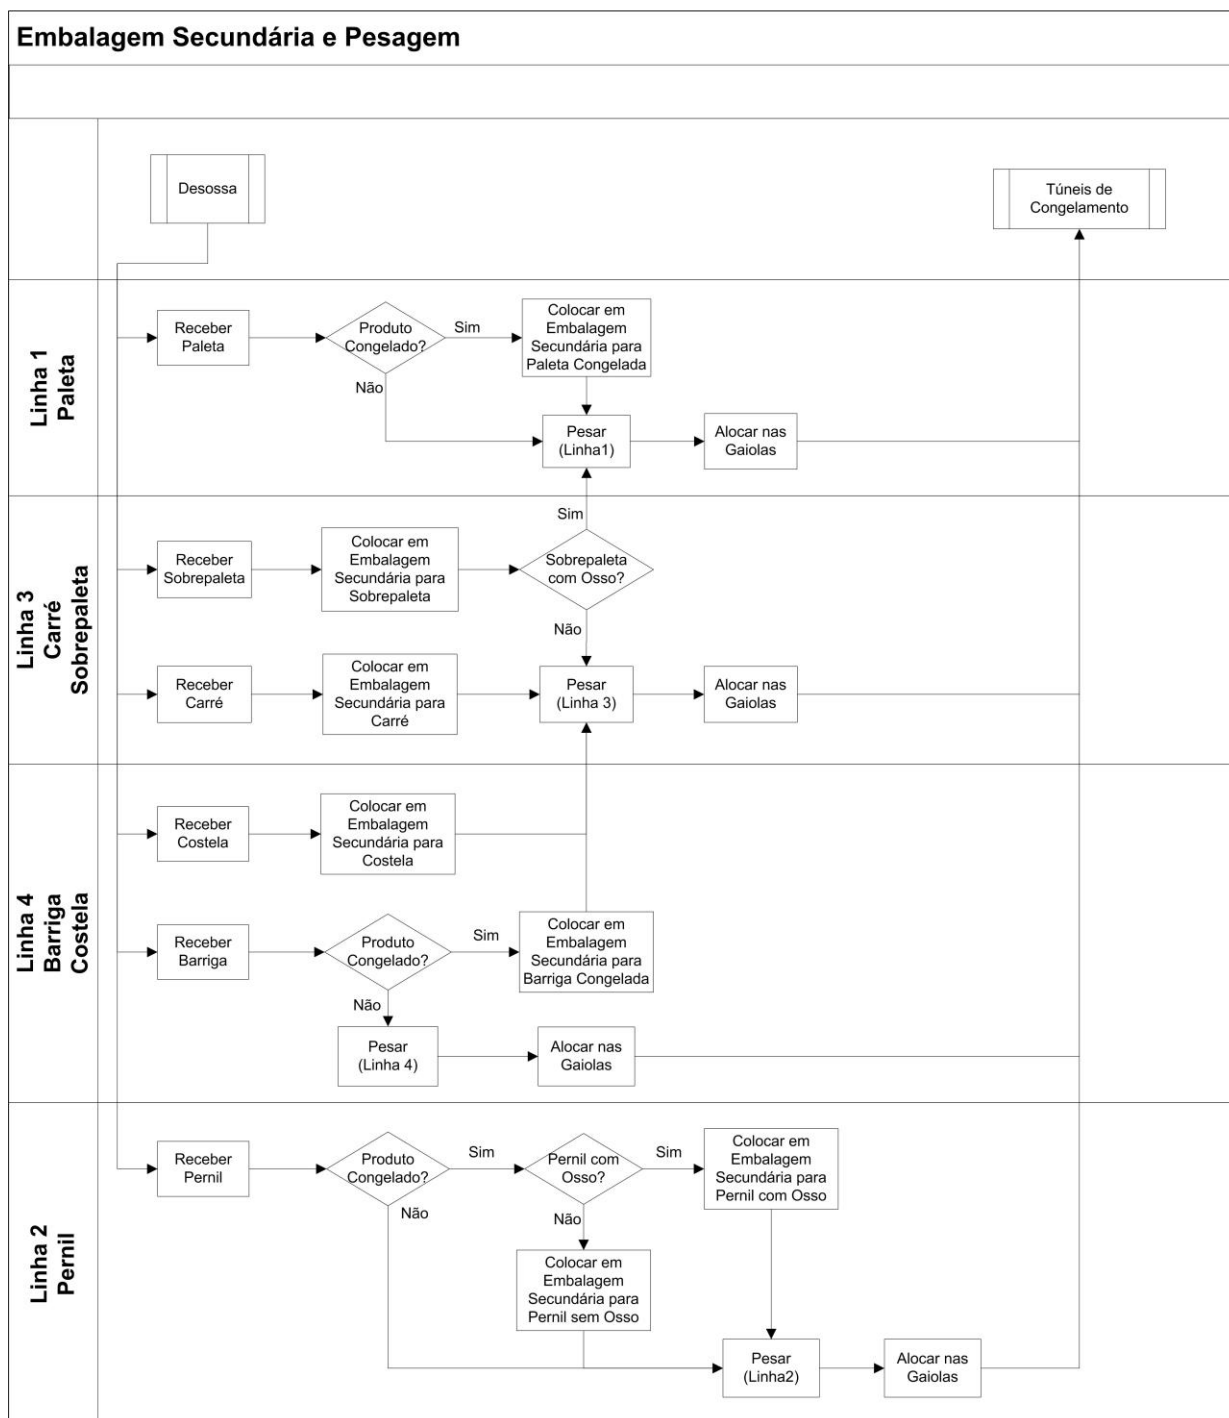 Embalagem Secundária e Pesagem
Desossa
Túneis de
Congelamento
Linha 1
Paleta
Receber
Paleta
Produto
Congelado?
Sim
Não
Colocar em
Embalagem
Secundária para
Paleta Congelada
Pesar
(Linha1)
Alocar nas
Gaiolas
Linha 3
Carré
Sobrepaleta
Receber
Sobrepaleta
Colocar em
Embalagem
Secundária para
Sobrepaleta
Sim
Sobrepaleta
com Osso?
Não
Receber
Carré
Colocar em
Embalagem
Secundária para
Carré
Pesar
(Linha 3)
Alocar nas
Gaiolas
Linha 4
Barriga
Costela
Receber
Costela
Colocar em
Embalagem
Secundária para
Costela
Receber
Barriga
Produto
Congelado?
Sim
Não
Colocar em
Embalagem
Secundária para
Barriga Congelada
Pesar
(Linha 4)
Alocar nas
Gaiolas
Linha 2
Pernil
Receber
Pernil
Produto
Congelado?
Sim
Não
Pernil com
Osso?
Sim
Não
Colocar em
Embalagem
Secundária para
Pernil com Osso
Colocar em
Embalagem
Secundária para
Pernil sem Osso
Pesar
(Linha2)
Alocar nas
Gaiolas